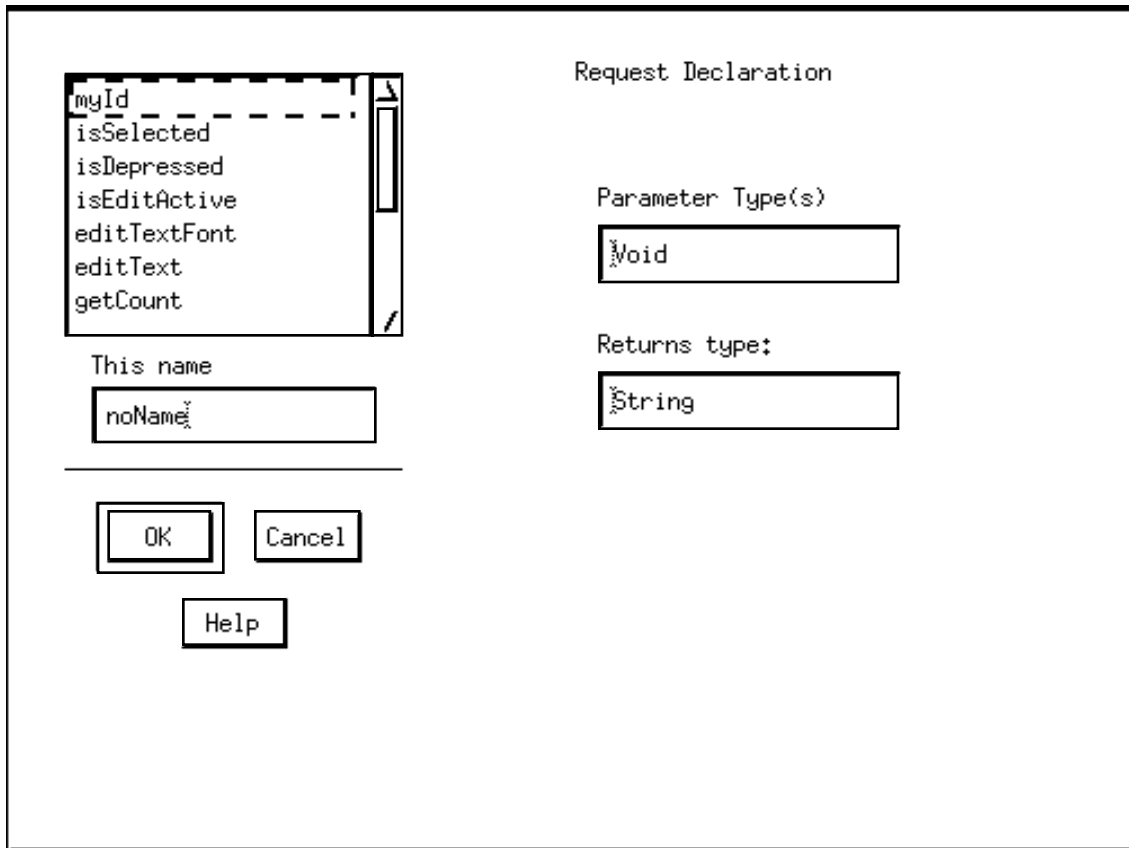 myId
isSelected
isDepressed
isEditActive
editTextFont
editText
getCount
This name
noName
OK
Cancel
Help
Request Declaration
Parameter Type(s)
Void
Returns type:
String